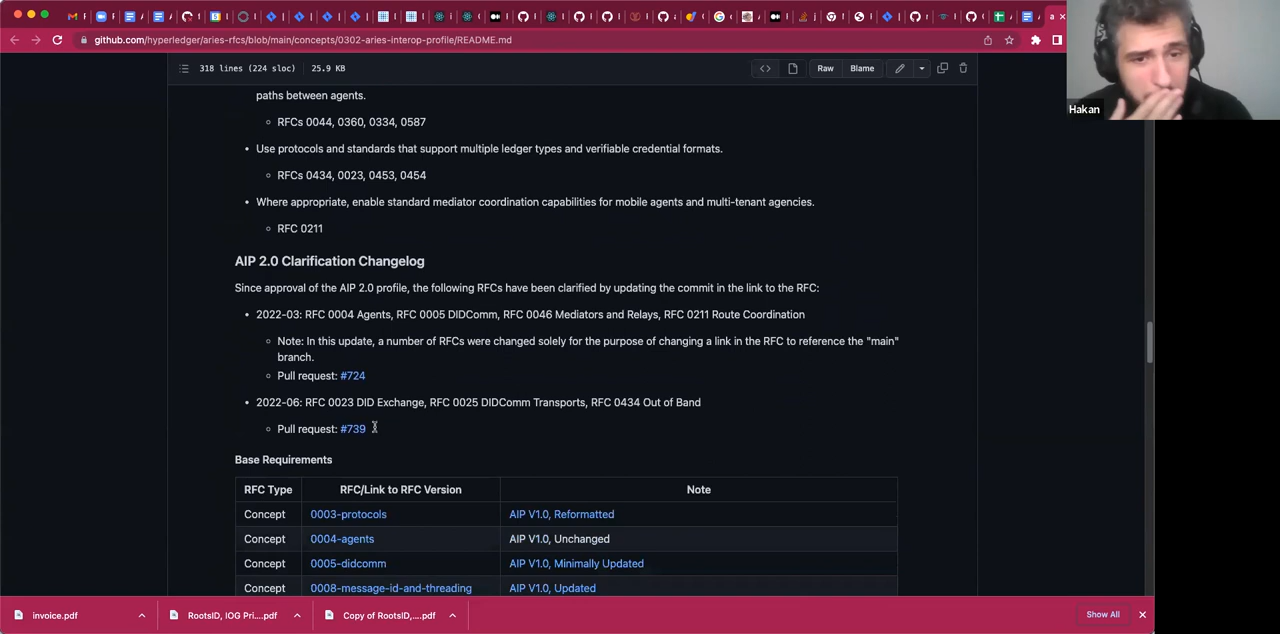 github.com/hyperledger/aries-rfcs/blob/main/concepts/0302-aries-interop-profile/README.md
318 lines (224 sloc) 25.9 KB
Raw
Blame
Hakan
paths between agents.
RFCs 0044, 0360, 0334, 0587
Use protocols and standards that support multiple ledger types and verifiable credential formats.
RFCs 0434, 0023, 0453, 0454
Where appropriate, enable standard mediator coordination capabilities for mobile agents and multi-tenant agencies.
RFC 0211
AIP 2.0 Clarification Changelog
Since approval of the AIP 2.0 profile, the following RFCs have been clarified by updating the commit in the link to the RFC:
2022-03: RFC 0004 Agents, RFC 0005 DIDComm, RFC 0046 Mediators and Relays, RFC 0211 Route Coordination
Note: In this update, a number of RFCs were changed solely for the purpose of changing a link in the RFC to reference the "main"
branch.
Pull request: #724
2022-06: RFC 0023 DID Exchange, RFC 0025 DIDComm Transports, RFC 0434 Out of Band
Pull request: #739
Base Requirements
RFC Type RFC/Link to RFC Version Note
Concept 0003-protocols AIP V1.0, Reformatted
Concept 0004-agents AIP V1.0, Unchanged
Concept 0005-didcomm AIP V1.0, Minimally Updated
Concept 0008-message-id-and-threading AIP V1.0, Updated
invoice.pdf
RootsID, IOG Pri....pdf
Copy of RootsID,....pdf
Show All